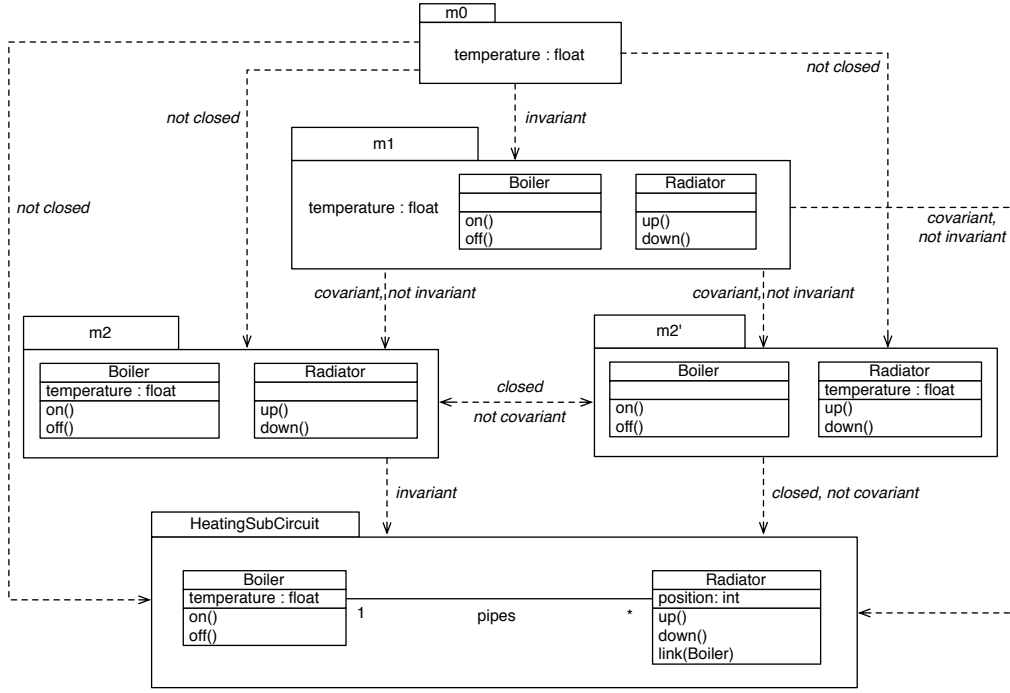 m0
temperature : float
not closed
not closed
invariant
not closed
m1
temperature : float
Boiler
on()
off()
Radiator
up()
down()
covariant,
not invariant
covariant, not invariant
covariant, not invariant
m2
Boiler
temperature : float
on()
off()
Radiator
up()
down()
closed
not covariant
m2'
Boiler
on()
off()
Radiator
temperature : float
up()
down()
invariant
closed, not covariant
HeatingSubCircuit
Boiler
temperature : float
on()
off()
1
pipes
*
Radiator
position: int
up()
down()
link(Boiler)